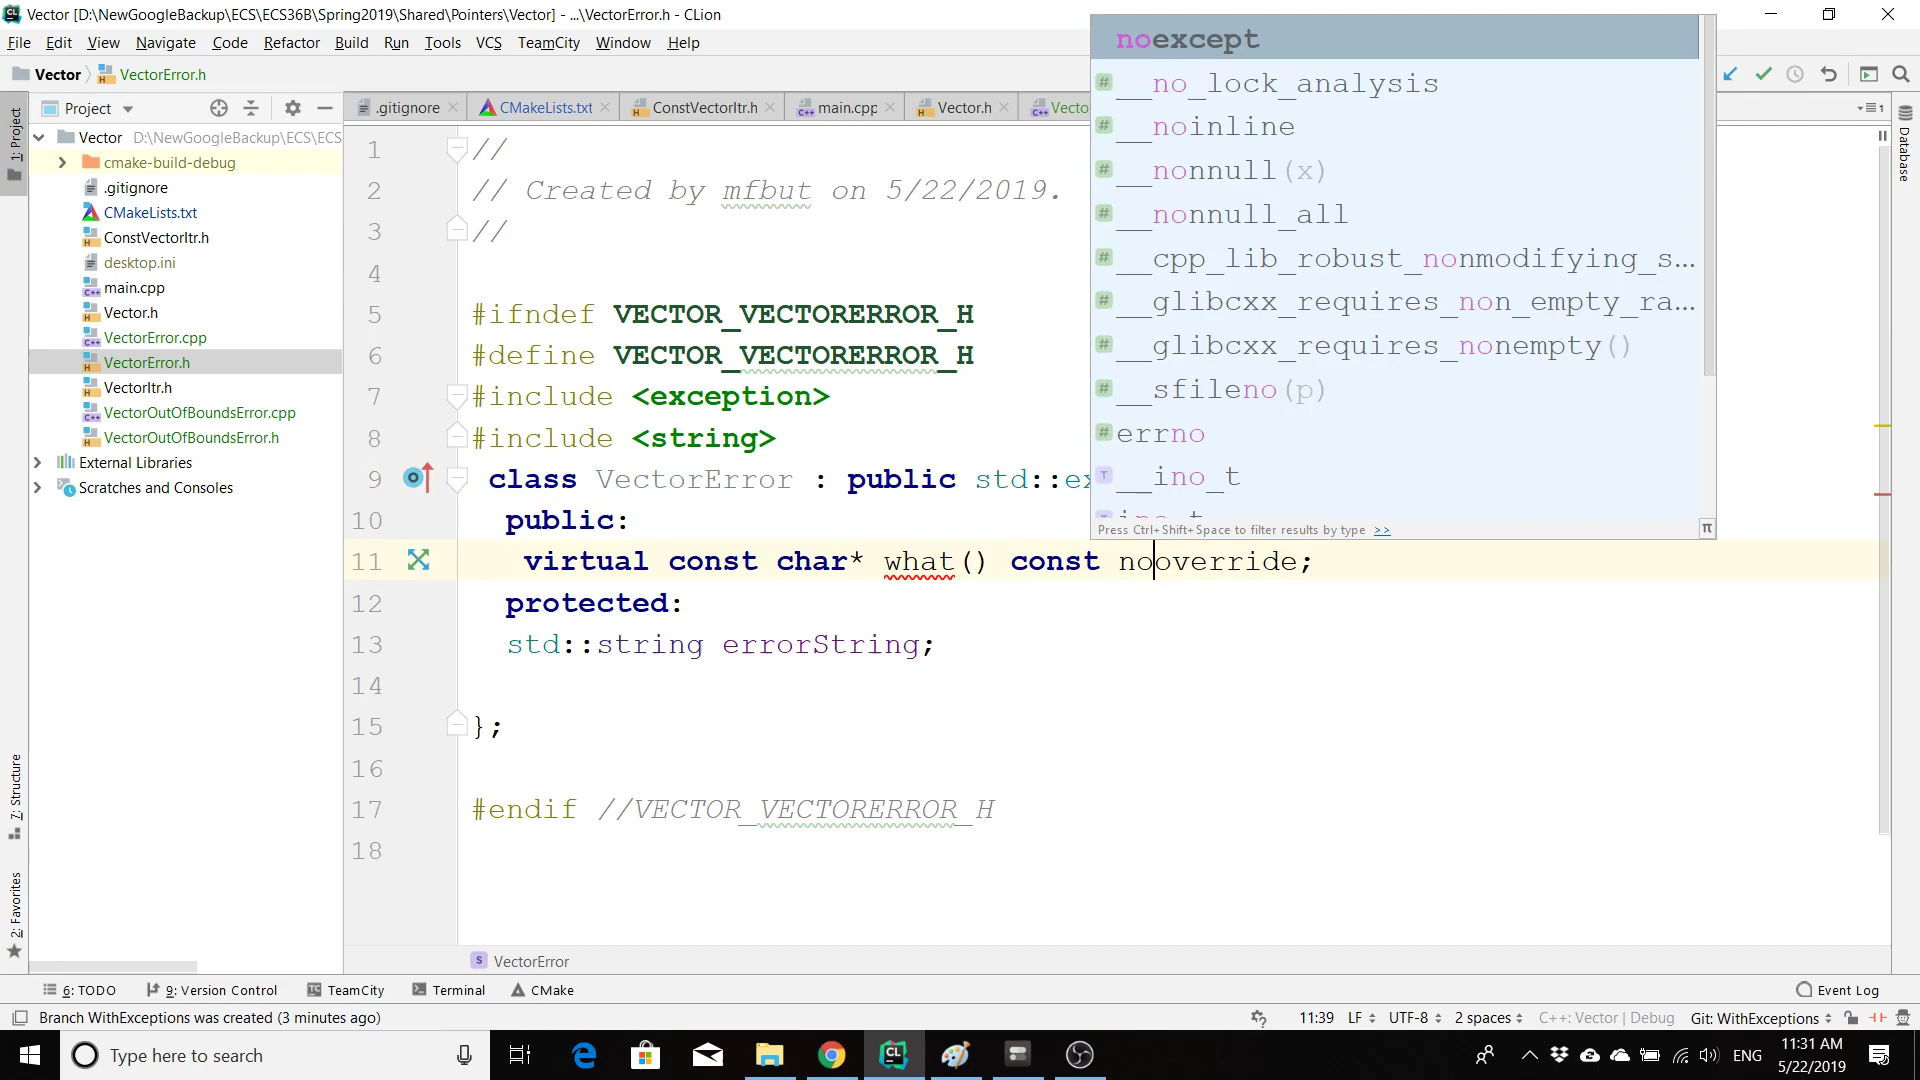 Vector [D:\NewGoogleBackup\ECS\ECS36B\Spring2019\Shared\Pointers\Vector] - ...\VectorError.h - CLion
File Edit View Navigate Code Refactor Build Run Tools VCS TeamCity Window Help
Vector VectorError.h
1: Project
Project
.gitignore CMakeLists.txt ConstVectorItr.h main.cpp Vector.h Vecto
1
Database
Vector D:\NewGoogleBackup\ECS\ECS
cmake-build-debug
.gitignore
CMakeLists.txt
ConstVectorItr.h
desktop.ini
main.cpp
Vector.h
VectorError.cpp
VectorError.h
VectorItr.h
VectorOutOfBoundsError.cpp
VectorOutOfBoundsError.h
External Libraries
Scratches and Consoles
1 //
2 // Created by mfbut on 5/22/2019.
3 //
4
5 #ifndef VECTOR_VECTORERROR_H
6 #define VECTOR_VECTORERROR_H
7 #include <exception>
8 #include <string>
9 class VectorError : public std::ex
10 public:
11 virtual const char* what() const nooverride;
12 protected:
13 std::string errorString;
14
15 };
16
17 #endif //VECTOR_VECTORERROR_H
18
noexcept
# __no_lock_analysis
# __noinline
# __nonnull(x)
# __nonnull_all
# __cpp_lib_robust_nonmodifying_s...
# __glibcxx_requires_non_empty_ra...
# __glibcxx_requires_nonempty()
# __sfileno(p)
# errno
T __ino_t
Press Ctrl+Shift+Space to filter results by type >>
π
7: Structure
2: Favorites
S VectorError
6: TODO 9: Version Control TeamCity Terminal CMake Event Log
Branch WithExceptions was created (3 minutes ago)
11:39 LF UTF-8 2 spaces C++: Vector | Debug Git: WithExceptions
Type here to search
ENG
11:31 AM
5/22/2019